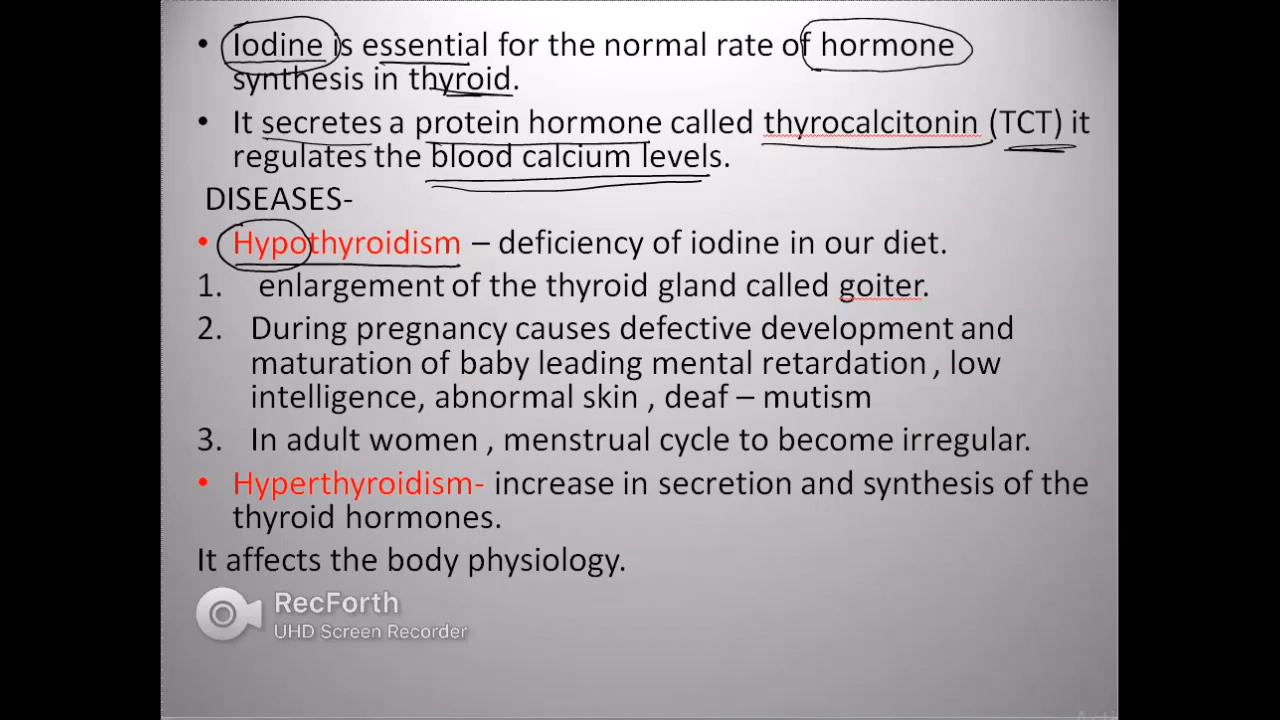 • Iodine is essential for the normal rate of hormone
synthesis in thyroid.
• It secretes a protein hormone called thyrocalcitonin (TCT) it
regulates the blood calcium levels.
DISEASES-
• Hypothyroidism – deficiency of iodine in our diet.
1. enlargement of the thyroid gland called goiter.
2. During pregnancy causes defective development and
maturation of baby leading mental retardation , low
intelligence, abnormal skin , deaf – mutism
3. In adult women , menstrual cycle to become irregular.
• Hyperthyroidism- increase in secretion and synthesis of the
thyroid hormones.
It affects the body physiology.
RecForth
UHD Screen Recorder